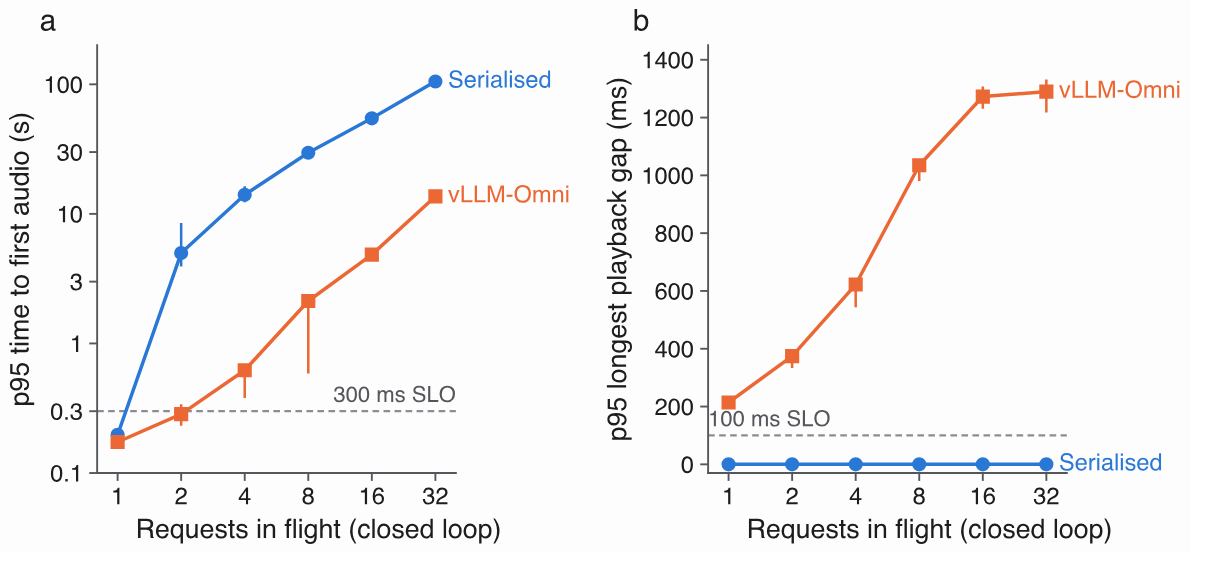 a
p95 time to first audio (s)
100
30
10
3
1
0.3
0.1
Serialised
vLLM-Omni
300 ms SLO
1 2 4 8 16 32
Requests in flight (closed loop)
b
p95 longest playback gap (ms)
1400
1200
1000
800
600
400
200
0
vLLM-Omni
100 ms SLO
Serialised
1 2 4 8 16 32
Requests in flight (closed loop)